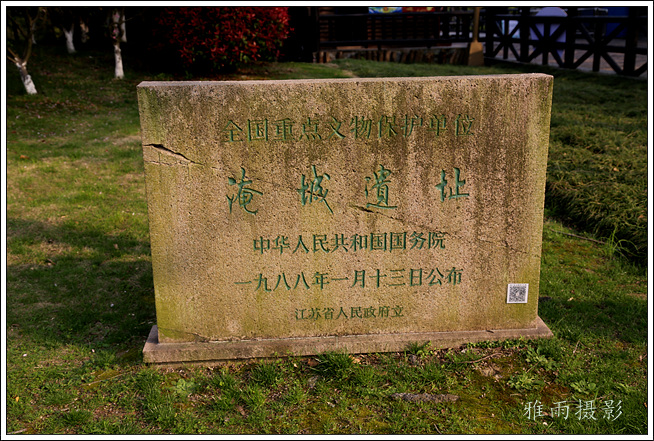 全国重点文物保护单位
淹城遗址
中华人民共和国国务院
一九八八年一月十三日公布
江苏省人民政府立
雅雨摄影